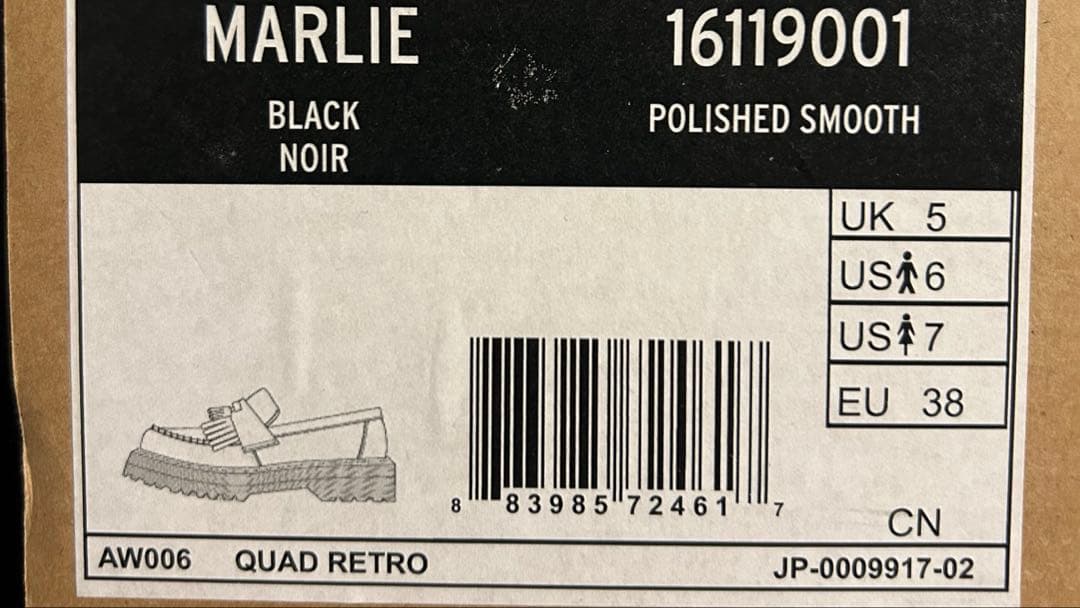 MARLIE
16119001
BLACK
NOIR
POLISHED SMOOTH
UK 5
US 6
US 7
EU 38
8 83985 72461 7
CN
AW006 QUAD RETRO
JP-0009917-02